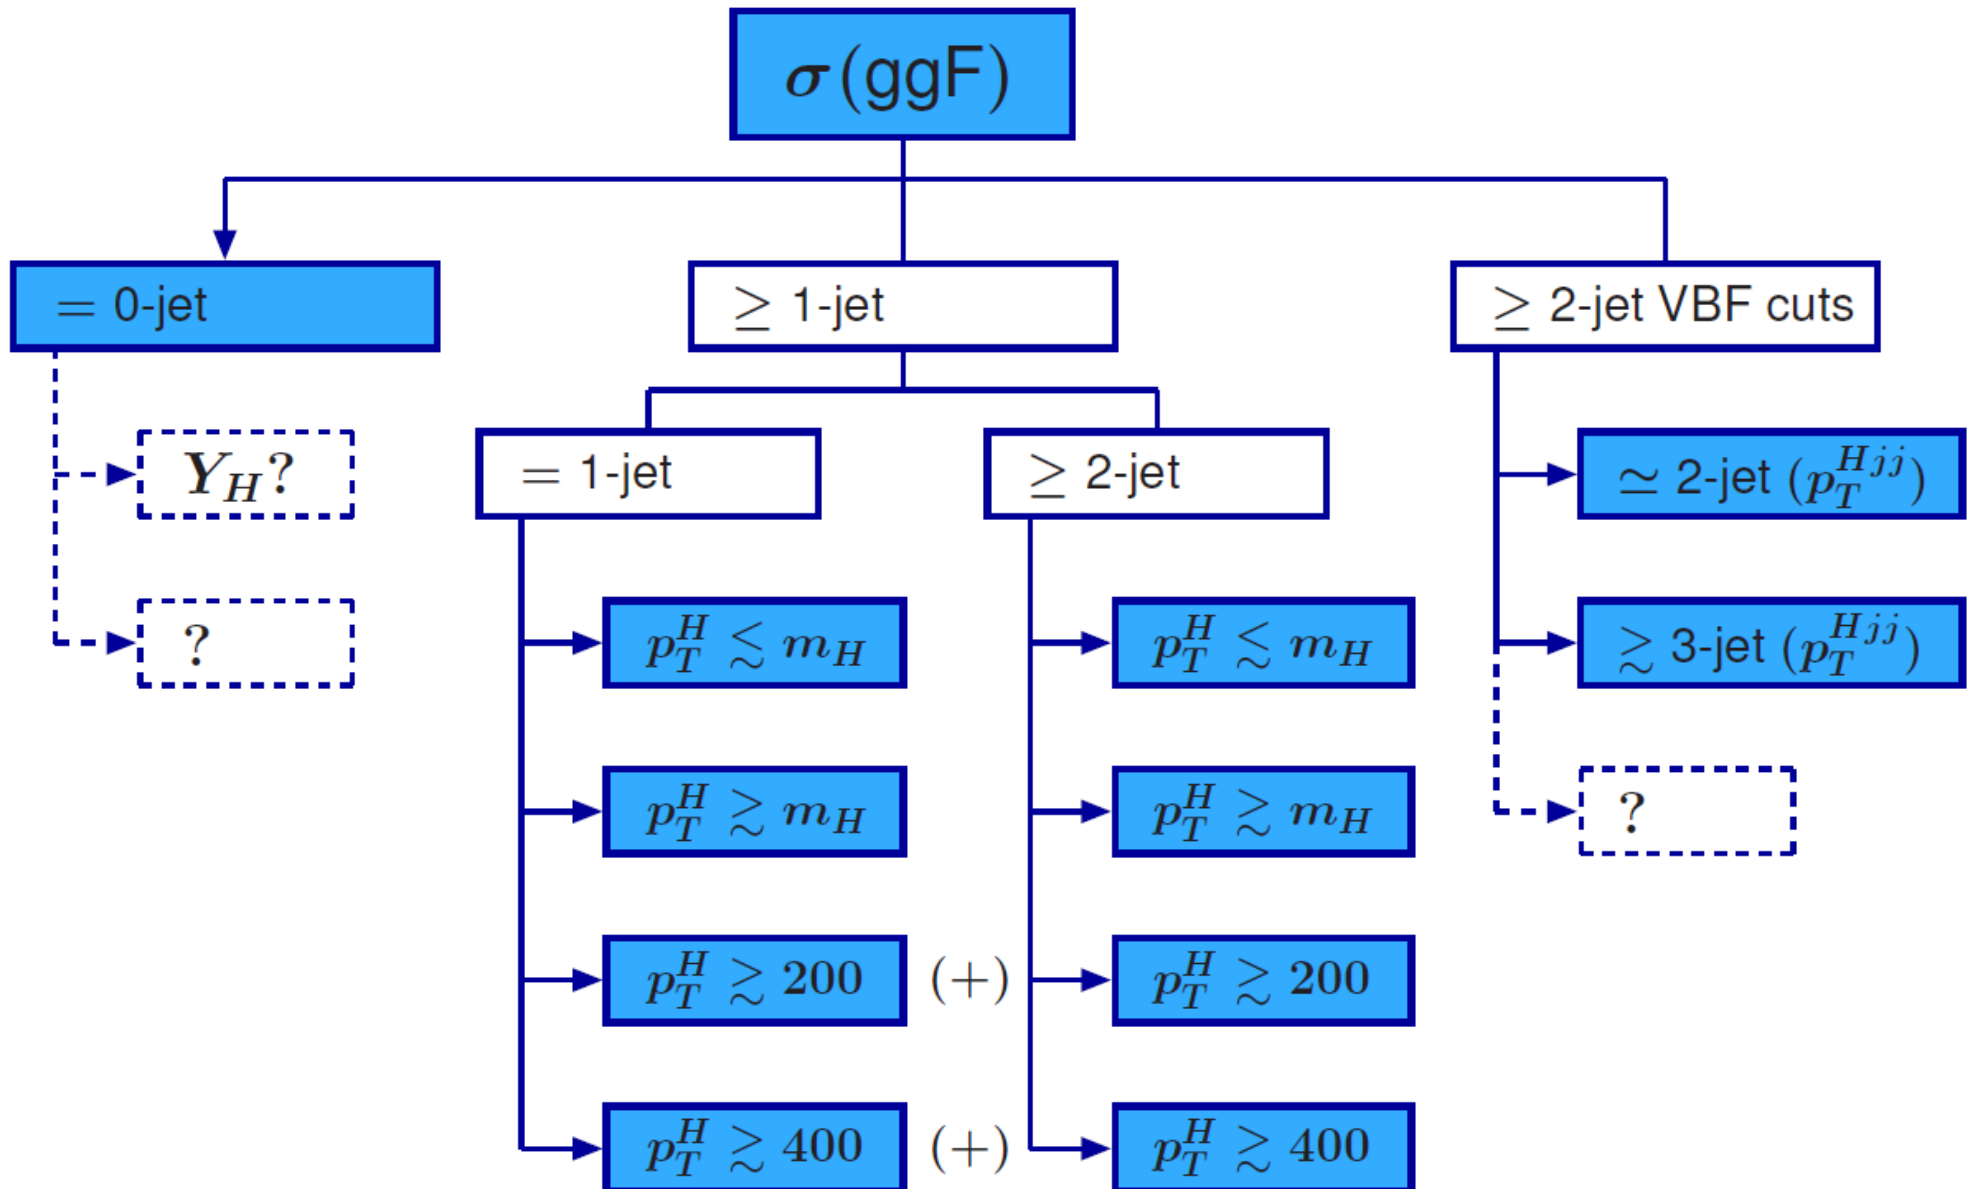 σ(ggF)
= 0-jet
≥ 1-jet
≥ 2-jet VBF cuts
Y_H?
= 1-jet
≥ 2-jet
≃ 2-jet (p_T^{Hjj})
?
p_T^H ≲ m_H
p_T^H ≲ m_H
≳ 3-jet (p_T^{Hjj})
p_T^H ≳ m_H
p_T^H ≳ m_H
?
p_T^H ≳ 200
(+)
p_T^H ≳ 200
p_T^H ≳ 400
(+)
p_T^H ≳ 400